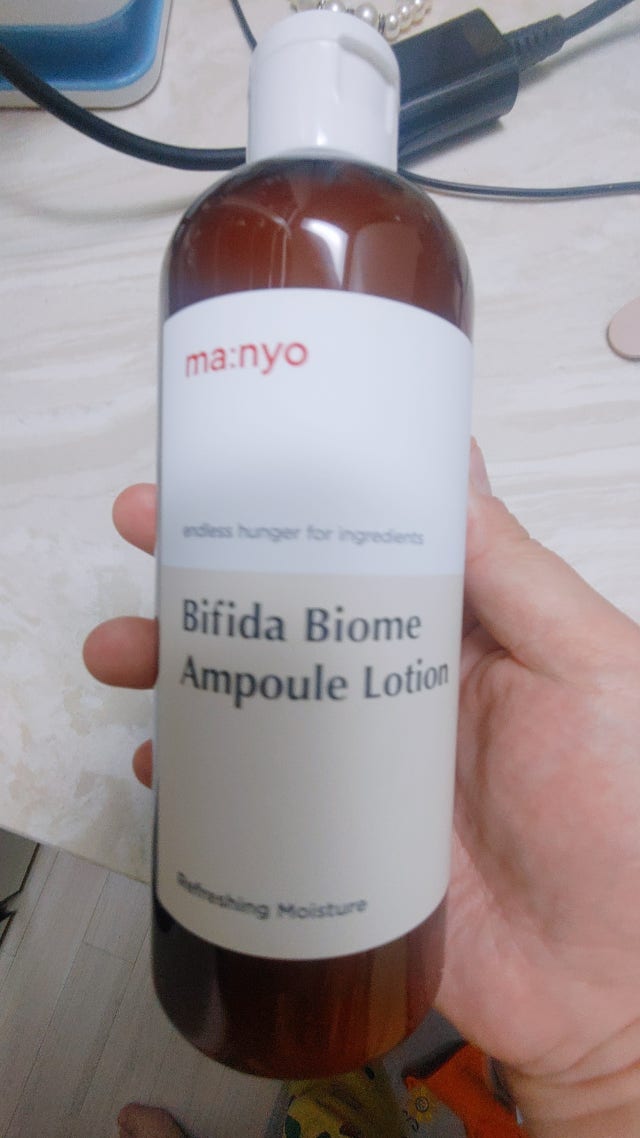 ma:nyo
endless hunger for ingredients
Bifida Biome
Ampoule Lotion
Refreshing Moisture